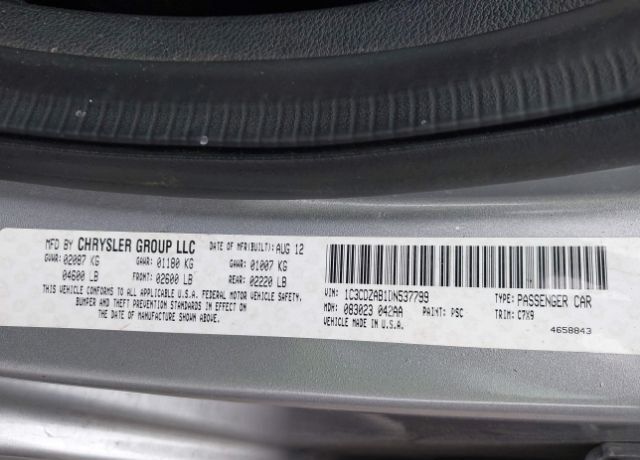 MFD BY CHRYSLER GROUP LLC DATE OF MFR(BUILT): AUG 12
GVWR: 02087 KG GAWR: 01180 KG GAWR: 01007 KG
04600 LB FRONT: 02600 LB REAR: 02220 LB
THIS VEHICLE CONFORMS TO ALL APPLICABLE U.S.A. FEDERAL MOTOR VEHICLE SAFETY,
BUMPER AND THEFT PREVENTION STANDARDS IN EFFECT ON
THE DATE OF MANUFACTURE SHOWN ABOVE.
VIN: 1C3CDZAB1DN537799 TYPE: PASSENGER CAR
MDH: 083023 042AA PAINT: PSC TRIM: C7X9
VEHICLE MADE IN U.S.A. 4658843